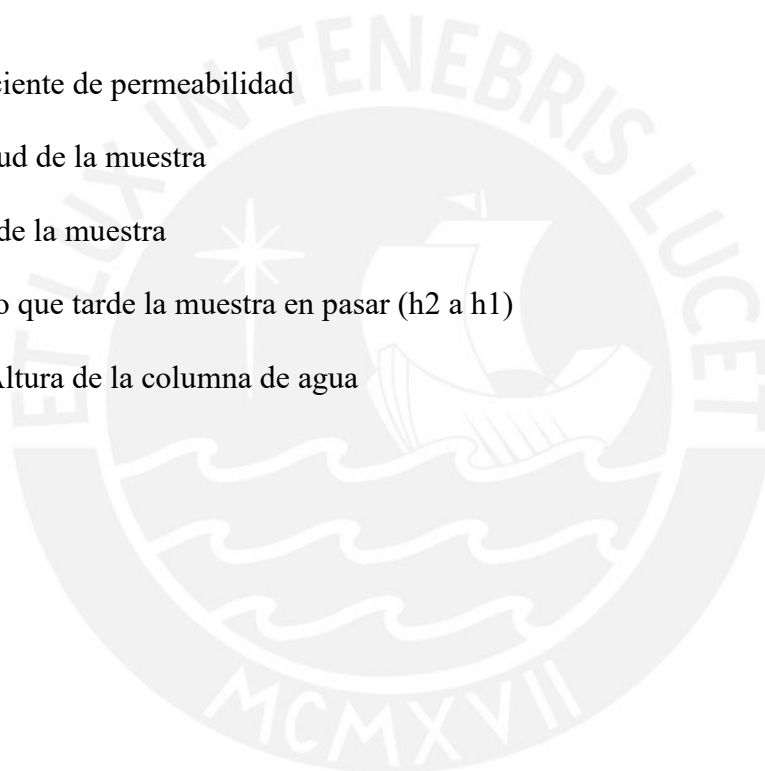 ciente de permeabilidad
ud de la muestra
de la muestra
o que tarde la muestra en pasar (h2 a h1)
Altura de la columna de agua
ET LUX IN TENEBRIS LUCET
MCMXVII